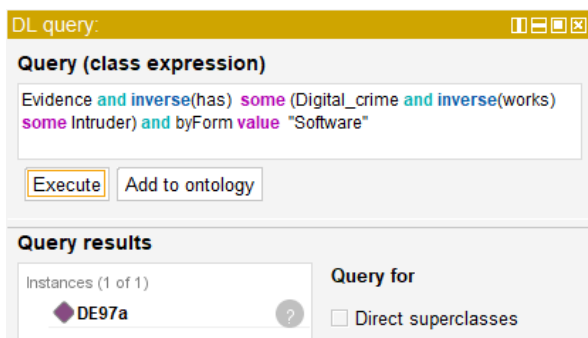 DL query:
Query (class expression)
Evidence and inverse(has) some (Digital_crime and inverse(works)
some Intruder) and byForm value "Software"
Execute Add to ontology
Query results
Instances (1 of 1)
DE97a
?
Query for
Direct superclasses